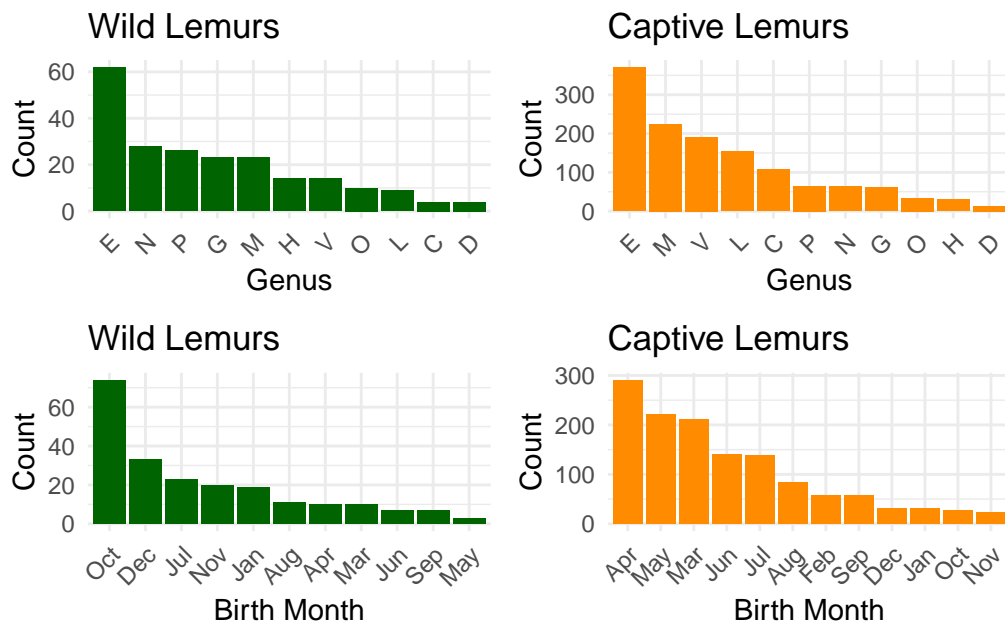 Wild Lemurs
Count
60
40
20
0
E N P G M H V O L C D
Genus
Captive Lemurs
Count
300
200
100
0
E M V L C P N G O H D
Genus
Wild Lemurs
Count
60
40
20
0
Oct Dec Jul Nov Jan Aug Apr Mar Jun Sep May
Birth Month
Captive Lemurs
Count
300
200
100
0
Apr May Mar Jun Jul Aug Feb Sep Dec Jan Oct Nov
Birth Month